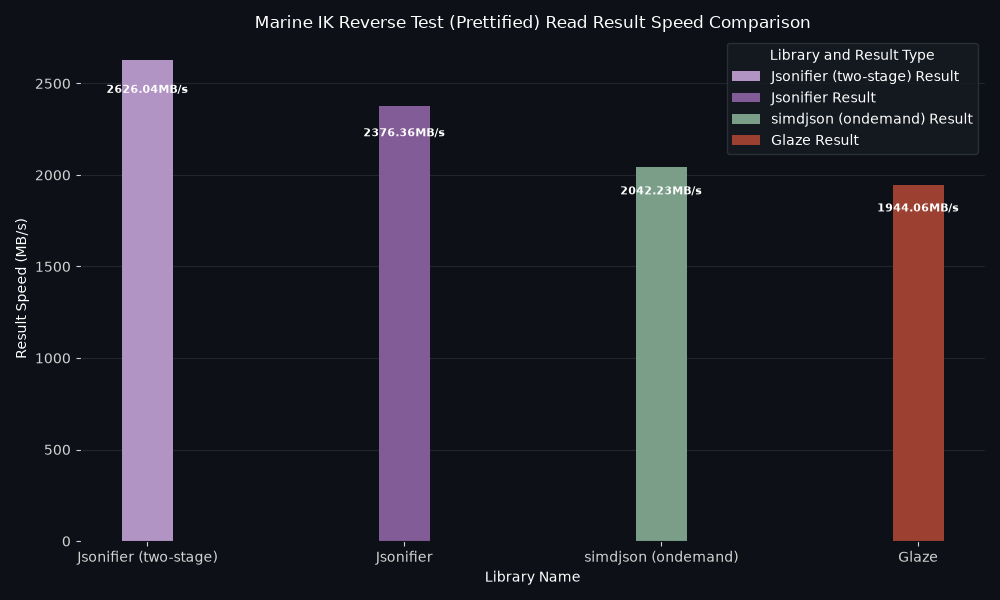 Marine IK Reverse Test (Prettified) Read Result Speed Comparison
Library and Result Type
Jsonifier (two-stage) Result
Jsonifier Result
simdjson (ondemand) Result
Glaze Result
2626.04MB/s
2376.36MB/s
2042.23MB/s
1944.06MB/s
Result Speed (MB/s)
2500
2000
1500
1000
500
0
Jsonifier (two-stage)
Jsonifier
simdjson (ondemand)
Glaze
Library Name